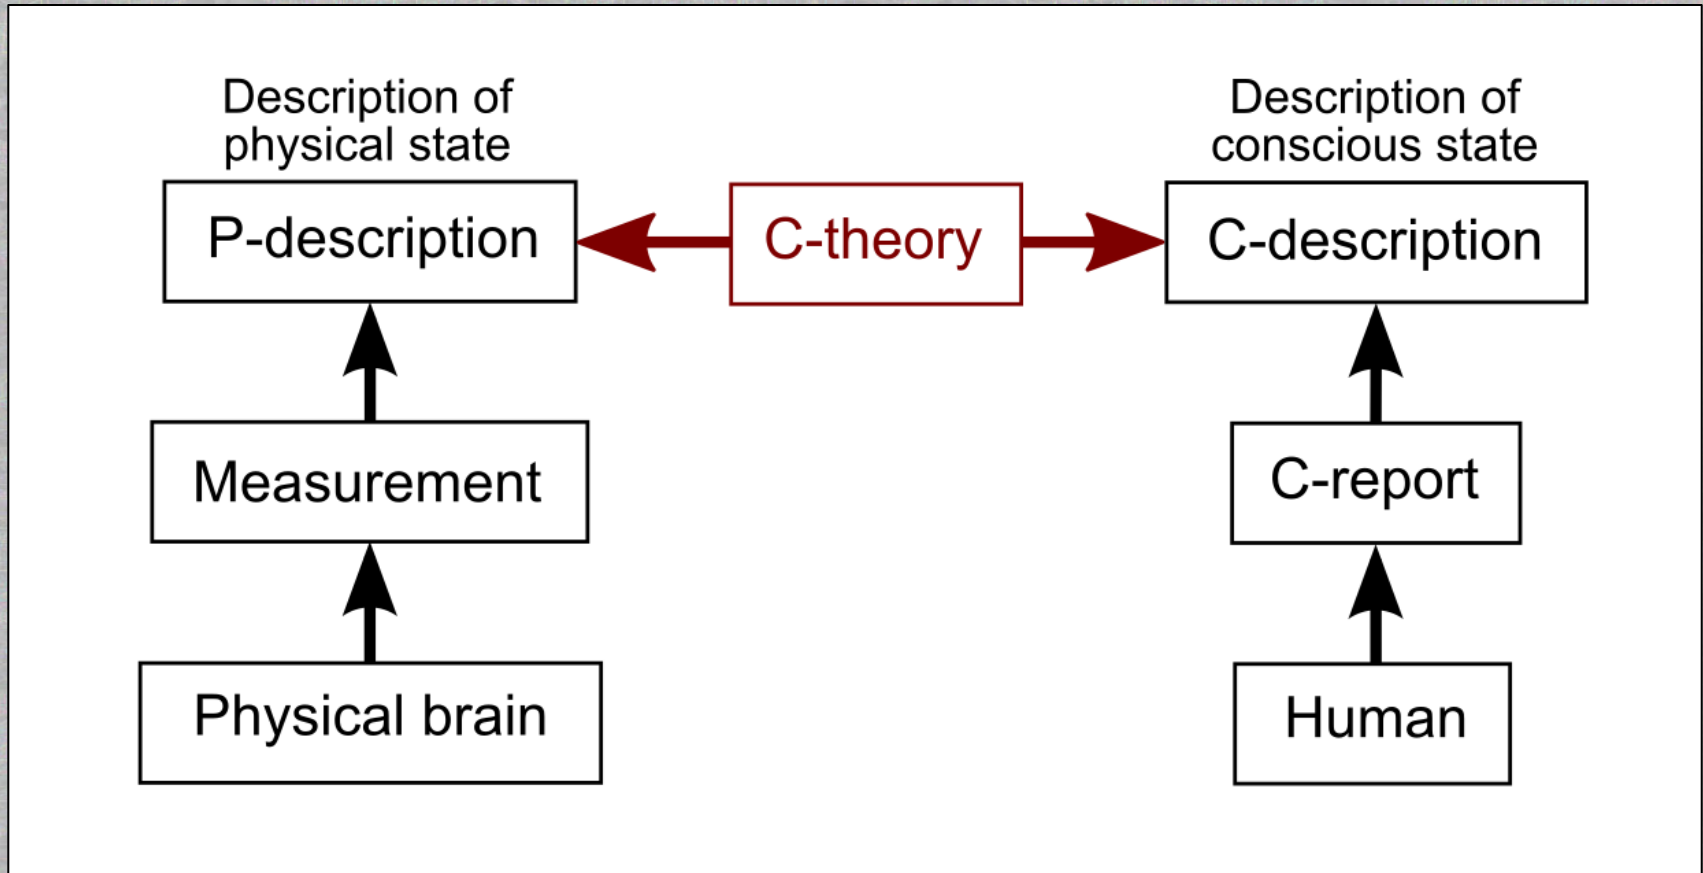 Description of
physical state
Description of
conscious state
P-description
C-theory
C-description
Measurement
C-report
Physical brain
Human